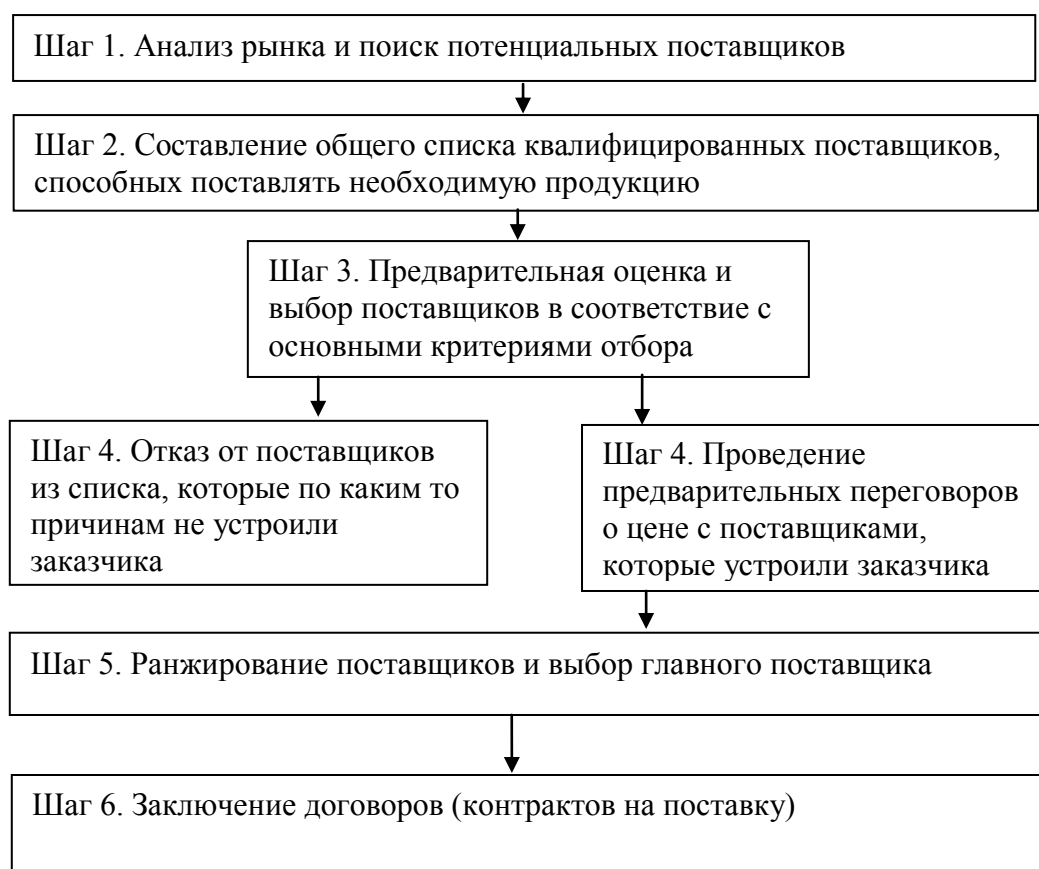 Шаг 1. Анализ рынка и поиск потенциальных поставщиков
Шаг 2. Составление общего списка квалифицированных поставщиков,
способных поставлять необходимую продукцию
Шаг 3. Предварительная оценка и
выбор поставщиков в соответствие с
основными критериями отбора
Шаг 4. Отказ от поставщиков
из списка, которые по каким то
причинам не устроили
заказчика
Шаг 4. Проведение
предварительных переговоров
о цене с поставщиками,
которые устроили заказчика
Шаг 5. Ранжирование поставщиков и выбор главного поставщика
Шаг 6. Заключение договоров (контрактов на поставку)